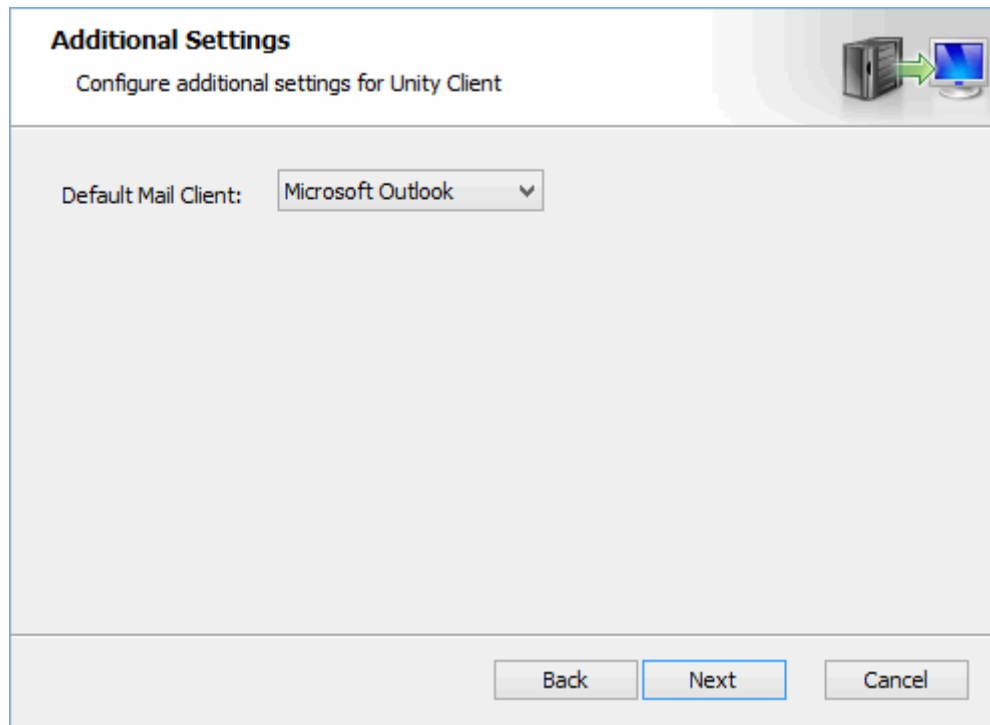 Additional Settings
Configure additional settings for Unity Client
Default Mail Client: Microsoft Outlook
Back Next Cancel